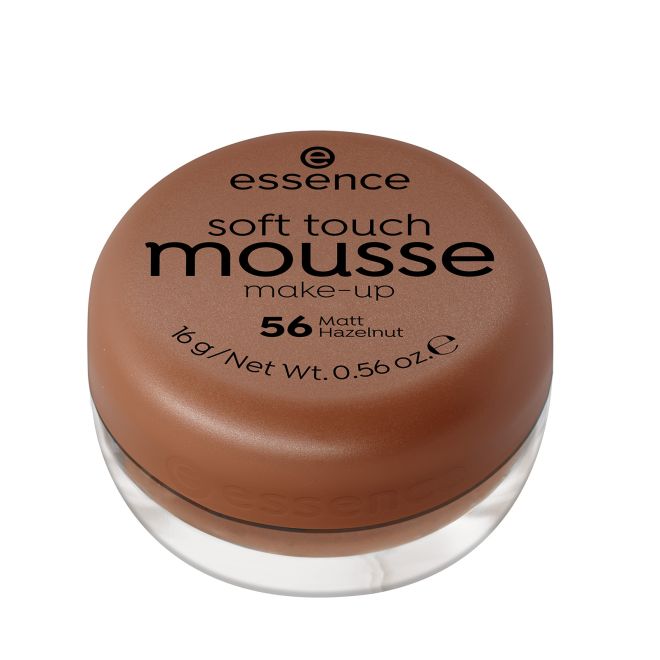 e
essence
soft touch
mousse
make-up
56 Matt
Hazelnut
16 g/Net Wt. 0.56 oz. ℮
e essence